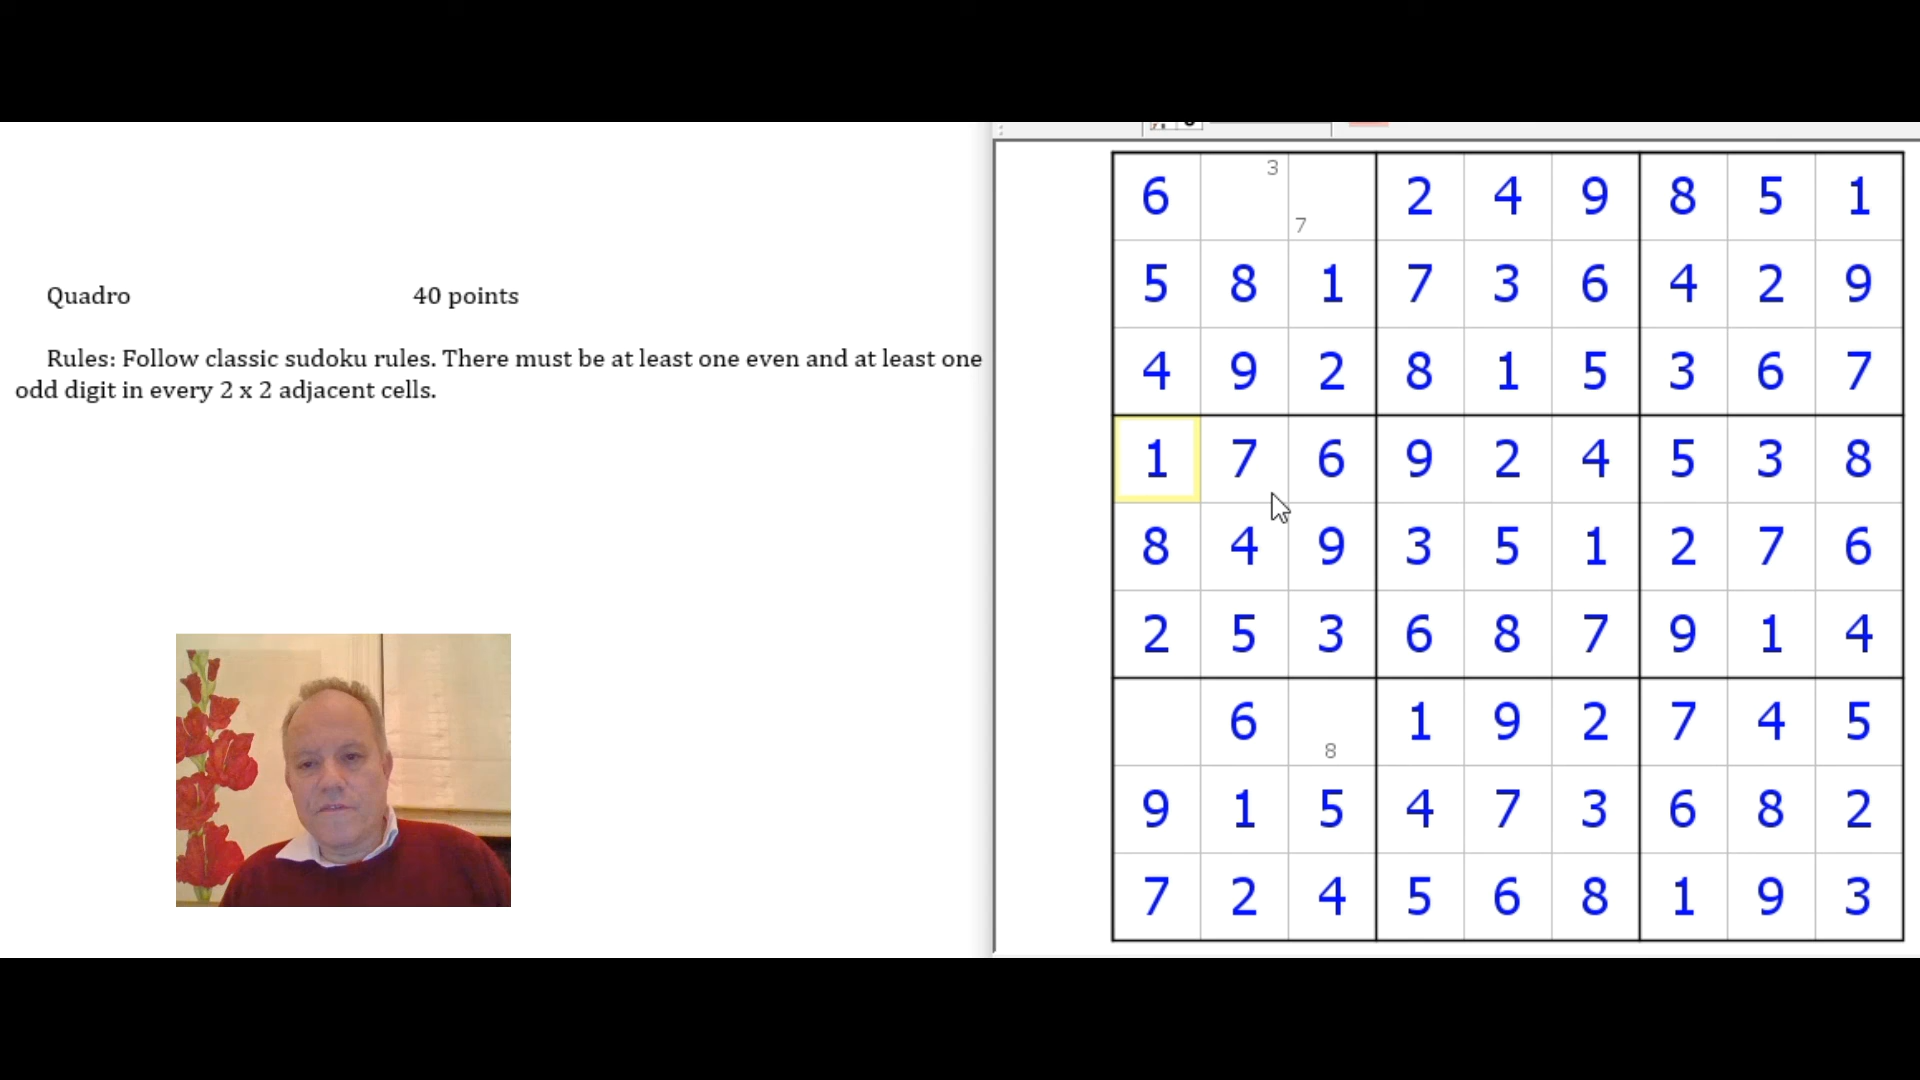 Quadro 40 points
Rules: Follow classic sudoku rules. There must be at least one even and at least one
odd digit in every 2 x 2 adjacent cells.
6 3 7 2 4 9 8 5 1
5 8 1 7 3 6 4 2 9
4 9 2 8 1 5 3 6 7
1 7 6 9 2 4 5 3 8
8 4 9 3 5 1 2 7 6
2 5 3 6 8 7 9 1 4
6 8 1 9 2 7 4 5
9 1 5 4 7 3 6 8 2
7 2 4 5 6 8 1 9 3